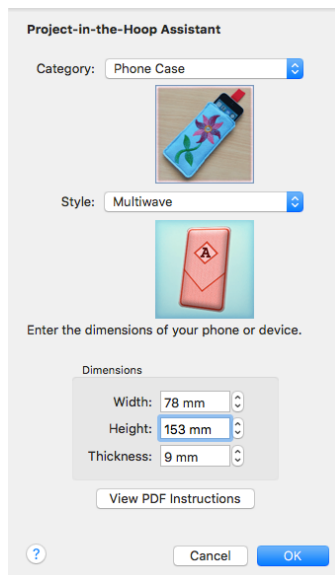 Project-in-the-Hoop Assistant
Category: Phone Case
Style: Multiwave
A
Enter the dimensions of your phone or device.
Dimensions
Width: 78 mm
Height: 153 mm
Thickness: 9 mm
View PDF Instructions
? Cancel OK